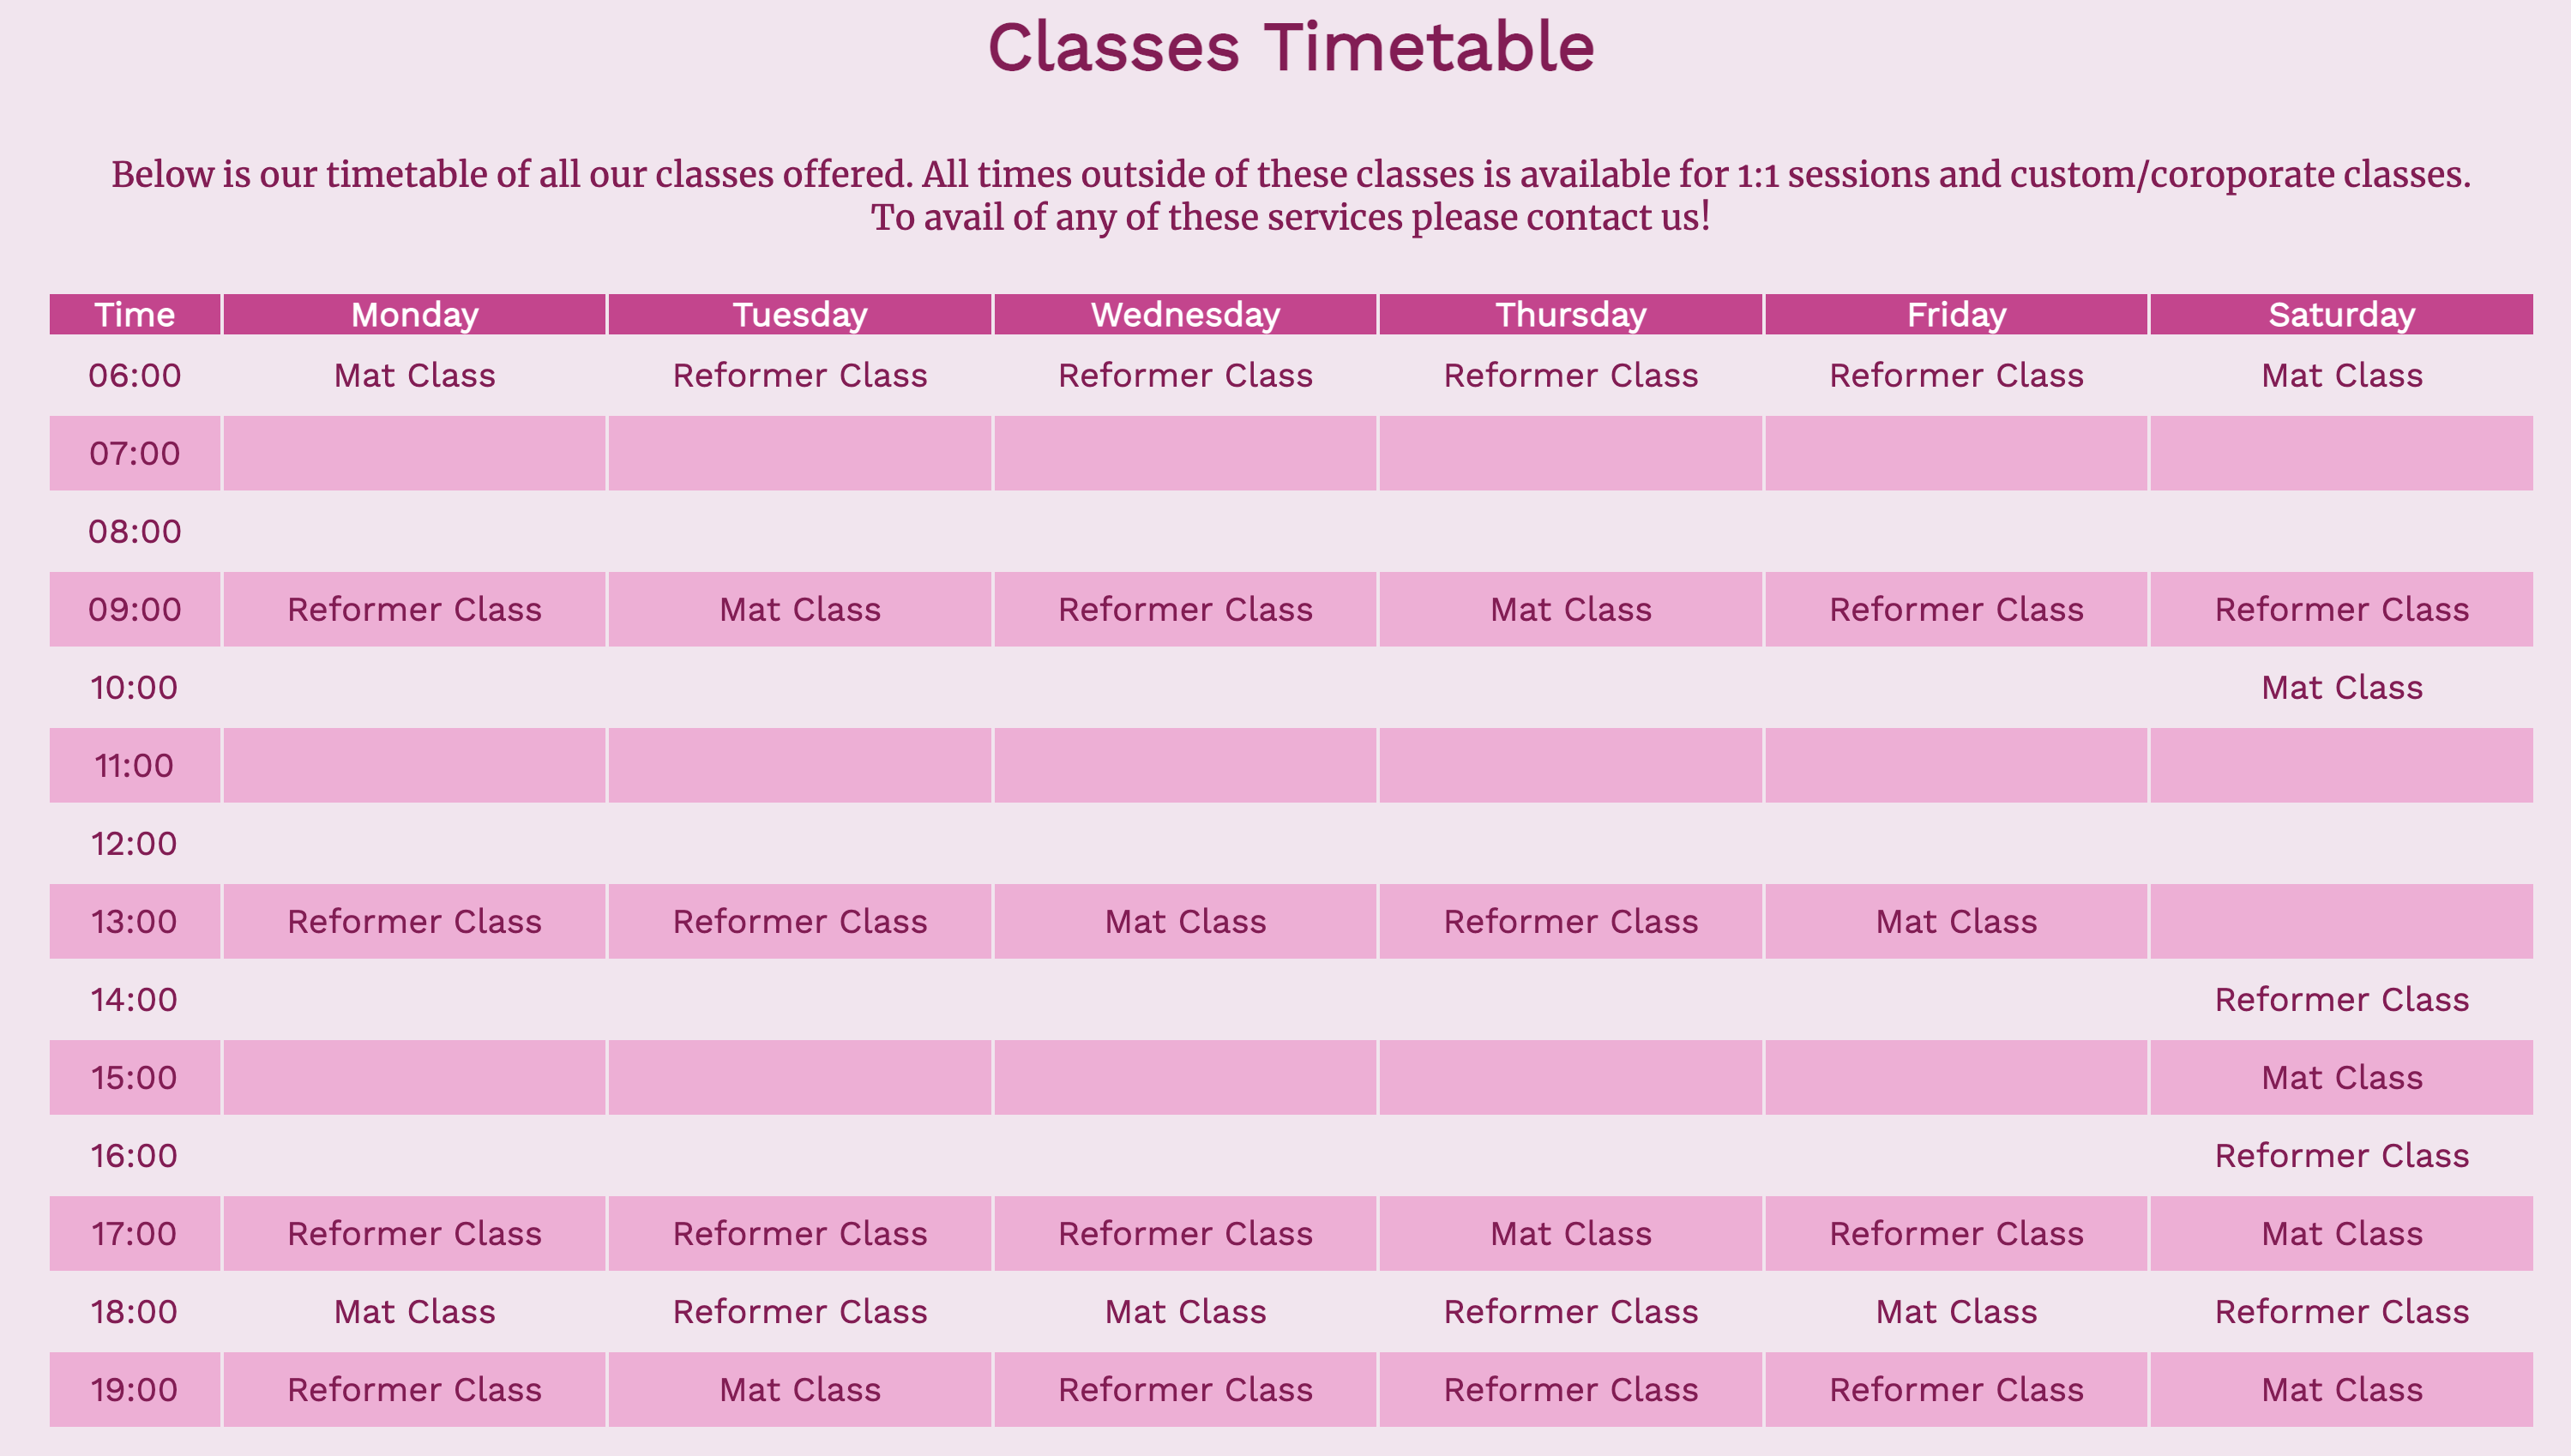 Classes Timetable
Below is our timetable of all our classes offered. All times outside of these classes is available for 1:1 sessions and custom/coroporate classes.
To avail of any of these services please contact us!
Time Monday Tuesday Wednesday Thursday Friday Saturday
06:00 Mat Class Reformer Class Reformer Class Reformer Class Reformer Class Mat Class
07:00
08:00
09:00 Reformer Class Mat Class Reformer Class Mat Class Reformer Class Reformer Class
10:00 Mat Class
11:00
12:00
13:00 Reformer Class Reformer Class Mat Class Reformer Class Mat Class
14:00 Reformer Class
15:00 Mat Class
16:00 Reformer Class
17:00 Reformer Class Reformer Class Reformer Class Mat Class Reformer Class Mat Class
18:00 Mat Class Reformer Class Mat Class Reformer Class Mat Class Reformer Class
19:00 Reformer Class Mat Class Reformer Class Reformer Class Reformer Class Mat Class